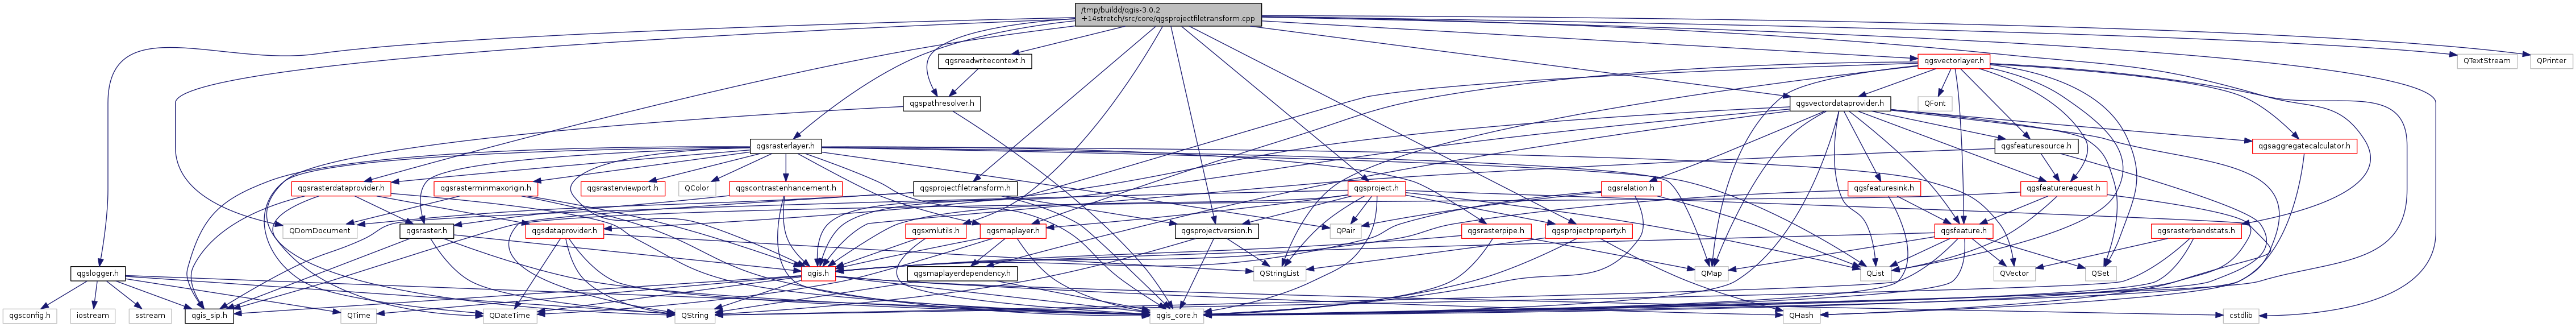 /tmp/buildd/qgis-3.0.2
+14stretch/src/core/qgsprojectfiletransform.cpp
qgsreadwritecontext.h
qgsvectorlayer.h
QTextStream
QPrinter
qgspathresolver.h
qgsvectordataprovider.h
QFont
qgsrasterlayer.h
qgsfeaturesource.h
qgsaggregatecalculator.h
qgsrasterdataprovider.h
qgsrasterminmaxorigin.h
qgsrasterviewport.h
QColor
qgscontrastenhancement.h
qgsprojectfiletransform.h
qgsproject.h
qgsrelation.h
qgsfeaturesink.h
qgsfeaturerequest.h
QDomDocument
qgsraster.h
qgsdataprovider.h
qgsxmlutils.h
qgsmaplayer.h
qgsprojectversion.h
QPair
qgsrasterpipe.h
qgsprojectproperty.h
qgsfeature.h
qgsrasterbandstats.h
qgslogger.h
qgis.h
qgsmaplayerdependency.h
QStringList
QMap
QList
QVector
QSet
qgsconfig.h
iostream
sstream
qgis_sip.h
QTime
QDateTime
QString
qgis_core.h
QHash
cstdlib